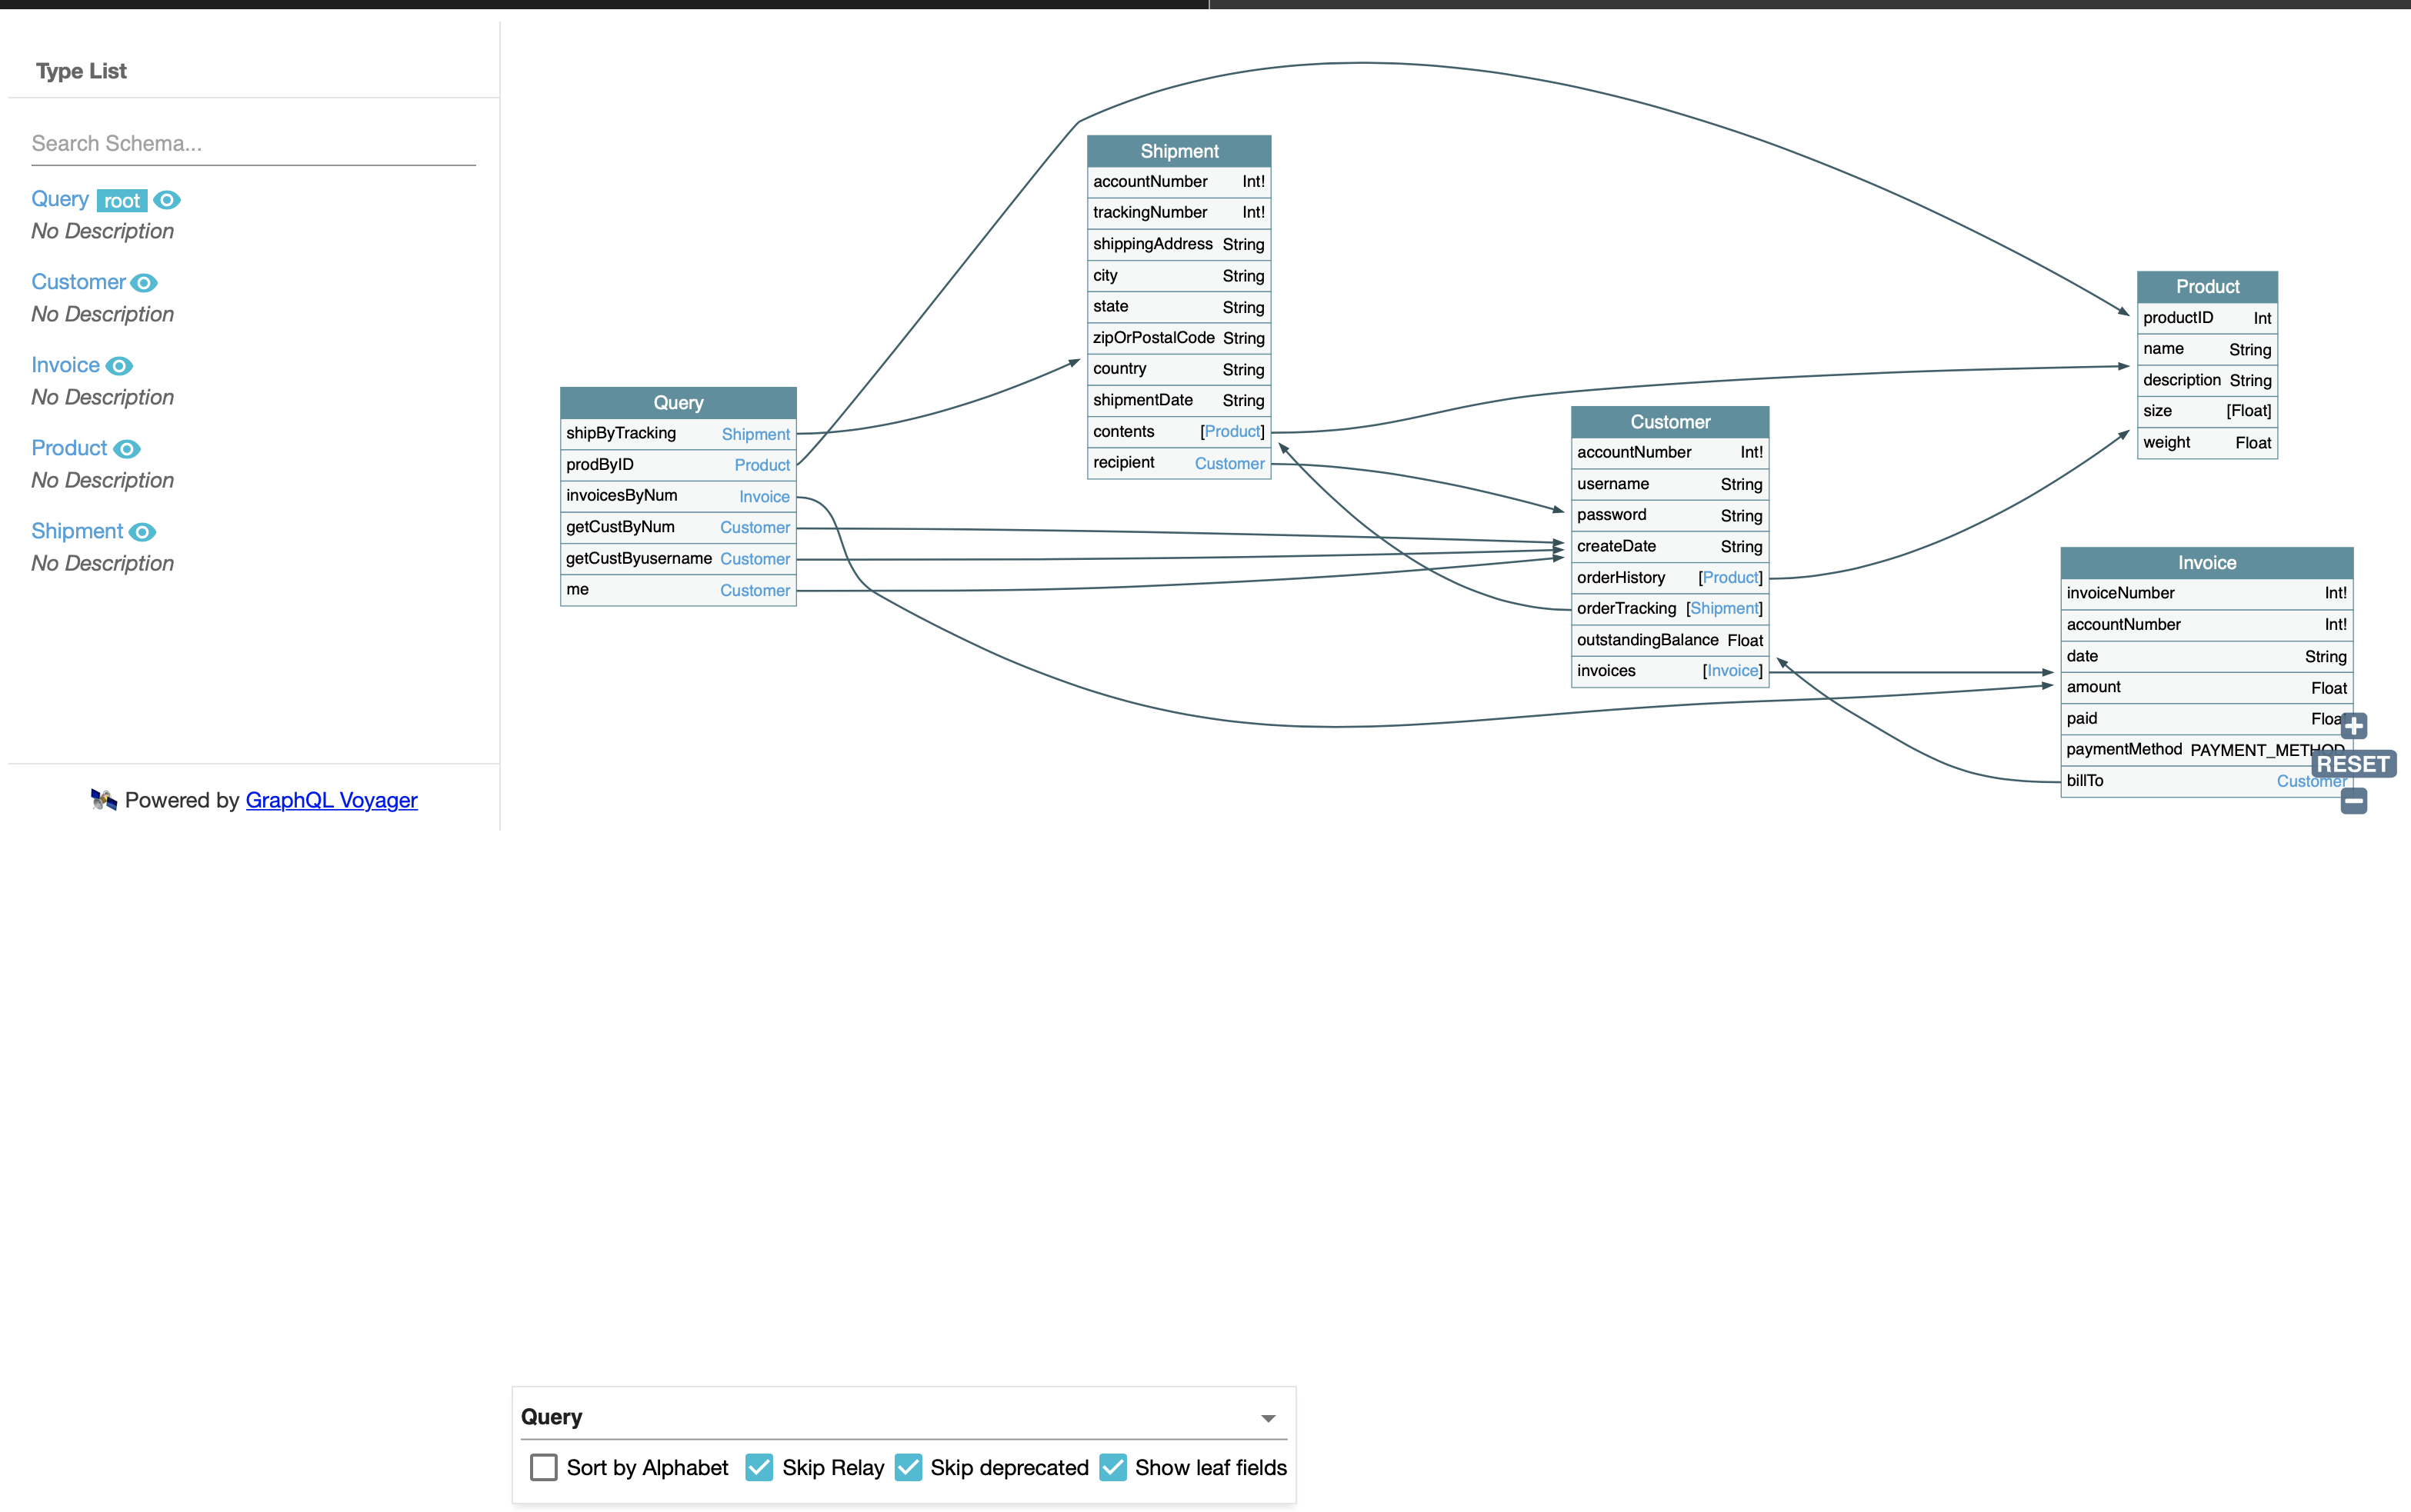 Type List
Search Schema...
Query root
No Description
Customer
No Description
Invoice
No Description
Product
No Description
Shipment
No Description
Powered by GraphQL Voyager
Query
shipByTracking Shipment
prodByID Product
invoicesByNum Invoice
getCustByNum Customer
getCustByusername Customer
me Customer
Shipment
accountNumber Int!
trackingNumber Int!
shippingAddress String
city String
state String
zipOrPostalCode String
country String
shipmentDate String
contents [Product]
recipient Customer
Customer
accountNumber Int!
username String
password String
createDate String
orderHistory [Product]
orderTracking [Shipment]
outstandingBalance Float
invoices [Invoice]
Product
productID Int
name String
description String
size [Float]
weight Float
Invoice
invoiceNumber Int!
accountNumber Int!
date String
amount Float
paid Float
paymentMethod PAYMENT_METHOD
billTo Customer
RESET
Query
Sort by Alphabet Skip Relay Skip deprecated Show leaf fields